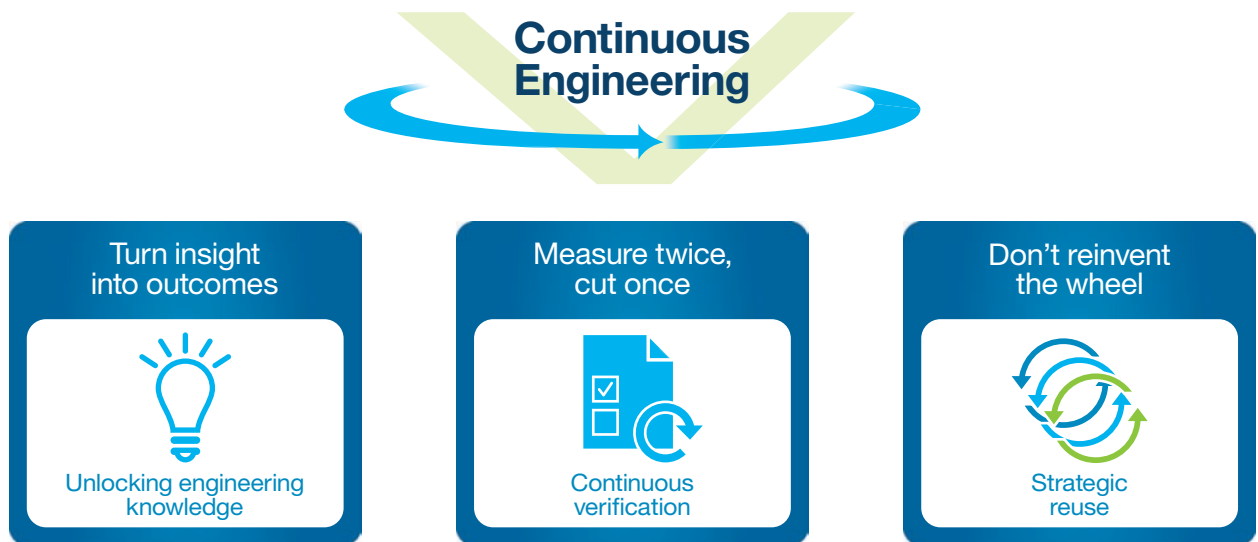 Continuous
Engineering
Turn insight
into outcomes
Unlocking engineering
knowledge
Measure twice,
cut once
Continuous
verification
Don’t reinvent
the wheel
Strategic
reuse